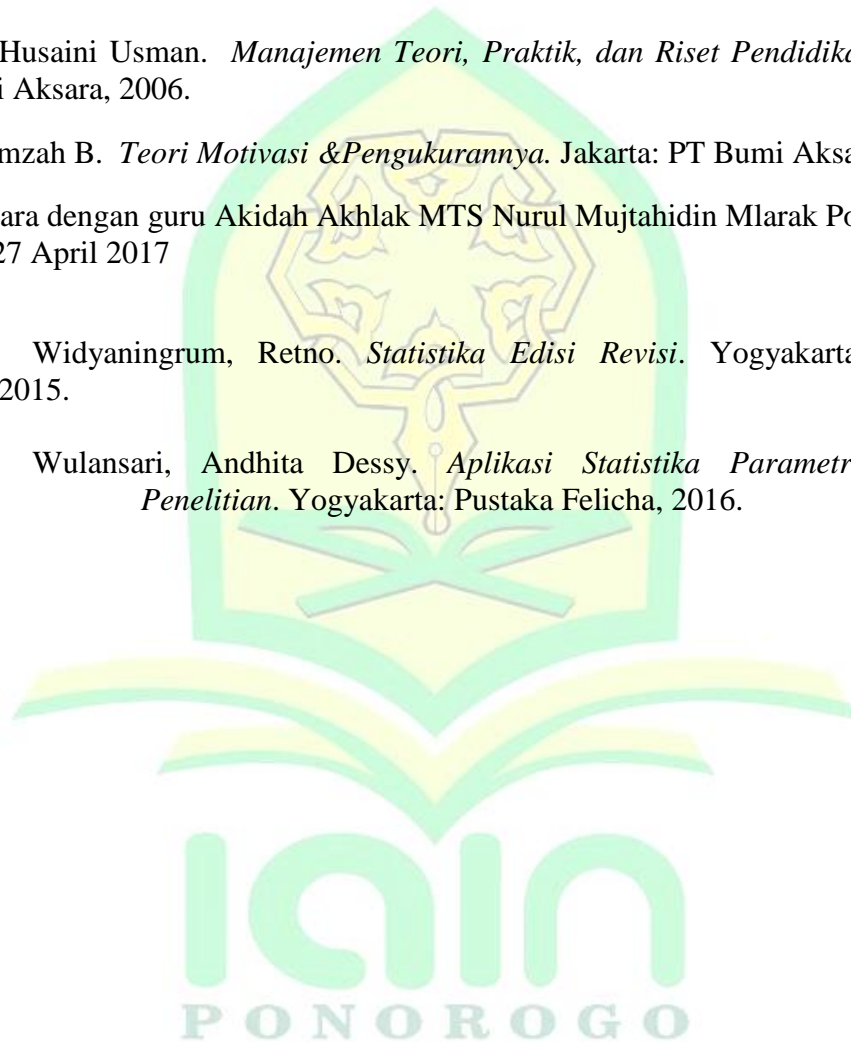 Husaini Usman. Manajemen Teori, Praktik, dan Riset Pendidika
i Aksara, 2006.
mzah B. Teori Motivasi &Pengukurannya. Jakarta: PT Bumi Aksa
ara dengan guru Akidah Akhlak MTS Nurul Mujtahidin Mlarak Po
27 April 2017
Widyaningrum, Retno. Statistika Edisi Revisi. Yogyakarta
2015.
Wulansari, Andhita Dessy. Aplikasi Statistika Parametr
Penelitian. Yogyakarta: Pustaka Felicha, 2016.
iain
PONOROGO